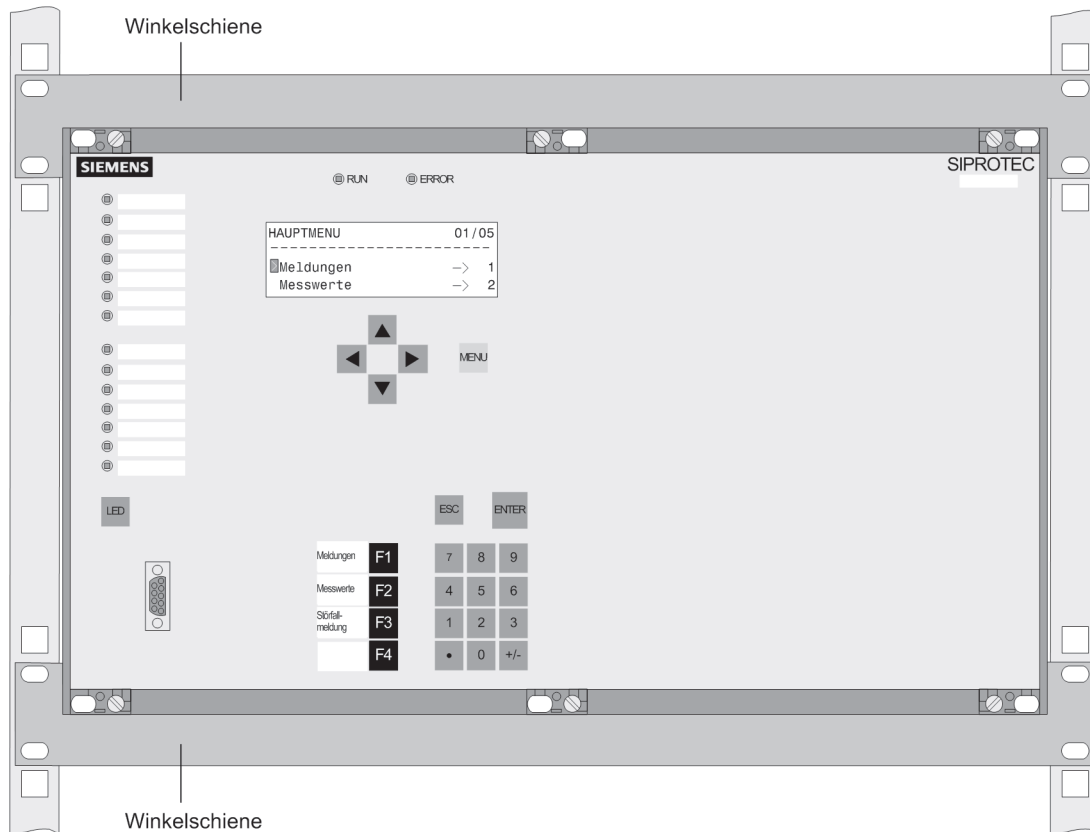 Winkelschiene
SIEMENS
SIPROTEC
RUN ERROR
HAUPTMENU 01/05
--------------------
Meldungen –> 1
Messwerte –> 2
MENU
LED
ESC ENTER
Meldungen F1 7 8 9
Messwerte F2 4 5 6
Störfall-
meldung F3 1 2 3
F4 • 0 +/-
Winkelschiene